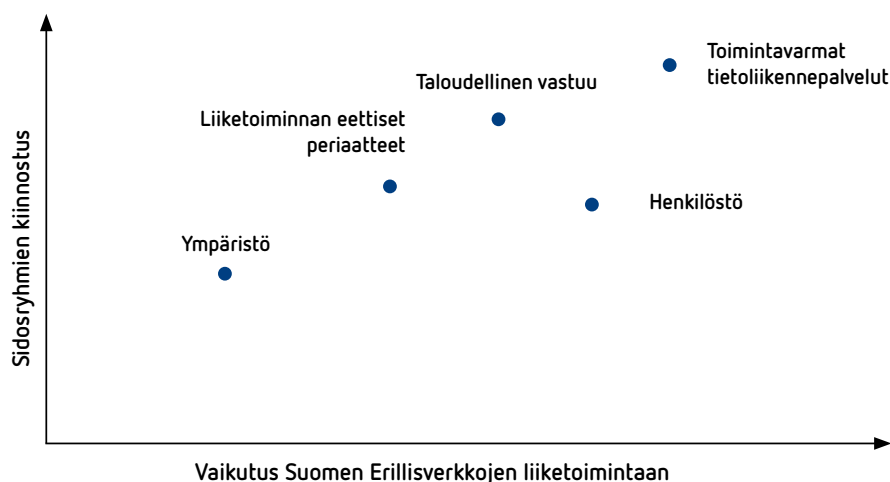 Toimintavarmat
tietoliikennepalvelut
Taloudellinen vastuu
Liiketoiminnan eettiset
periaatteet
Henkilöstö
Ympäristö
Sidosryhmien kiinnostus
Vaikutus Suomen Erillisverkkojen liiketoimintaan